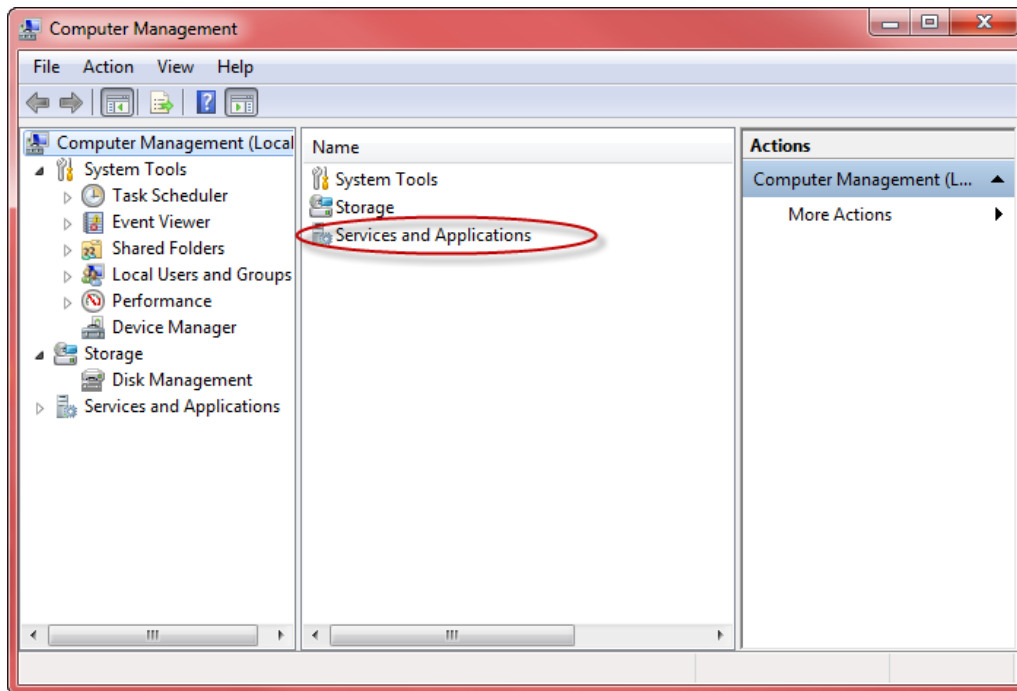 Computer Management
File Action View Help
Computer Management (Local
System Tools
Task Scheduler
Event Viewer
Shared Folders
Local Users and Groups
Performance
Device Manager
Storage
Disk Management
Services and Applications
Name
System Tools
Storage
Services and Applications
Actions
Computer Management (L...
More Actions